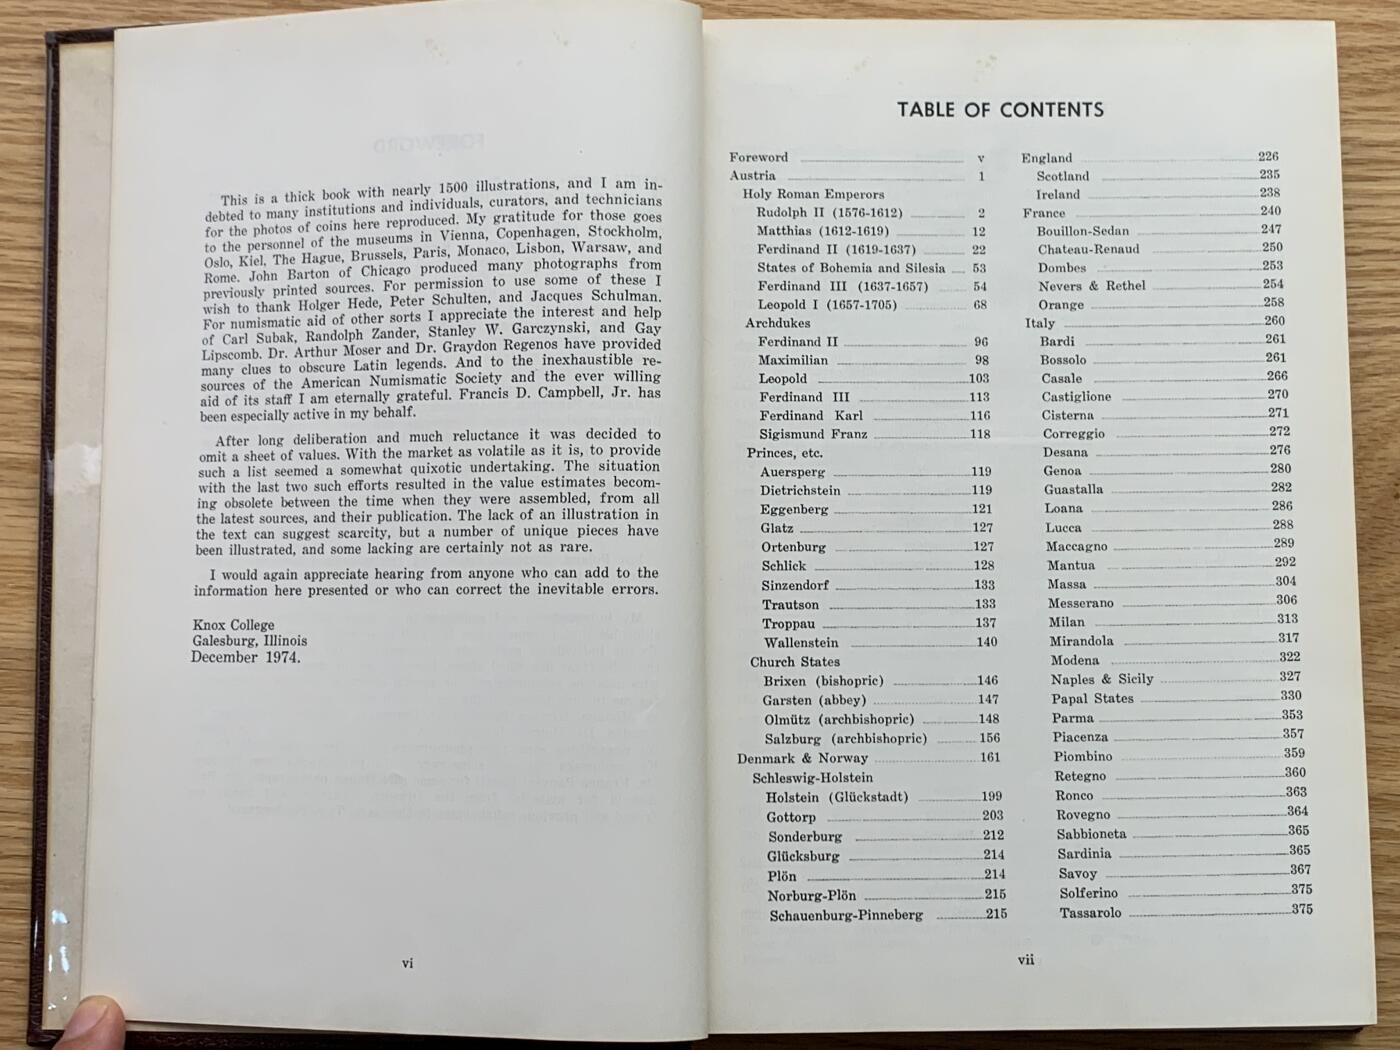 This is a thick book with nearly 1500 illustrations, and I am in-
debted to many institutions and individuals, curators, and technicians
for the photos of coins here reproduced. My gratitude for those goes
to the personnel of the museums in Vienna, Copenhagen, Stockholm,
Oslo, Kiel, The Hague, Brussels, Paris, Monaco, Lisbon, Warsaw, and
Rome. John Barton of Chicago produced many photographs from
previously printed sources. For permission to use some of these I
wish to thank Holger Hede, Peter Schulten, and Jacques Schulman.
For numismatic aid of other sorts I appreciate the interest and help
of Carl Subak, Randolph Zander, Stanley W. Garczynski, and Gay
Lipscomb. Dr. Arthur Moser and Dr. Graydon Regenos have provided
many clues to obscure Latin legends. And to the inexhaustible re-
sources of the American Numismatic Society and the ever willing
aid of its staff I am eternally grateful. Francis D. Campbell, Jr. has
been especially active in my behalf.
After long deliberation and much reluctance it was decided to
omit a sheet of values. With the market as volatile as it is, to provide
such a list seemed a somewhat quixotic undertaking. The situation
with the last two such efforts resulted in the value estimates becom-
ing obsolete between the time when they were assembled, from all
the latest sources, and their publication. The lack of an illustration in
the text can suggest scarcity, but a number of unique pieces have
been illustrated, and some lacking are certainly not as rare.
I would again appreciate hearing from anyone who can add to the
information here presented or who can correct the inevitable errors.
Knox College
Galesburg, Illinois
December 1974.
vi
TABLE OF CONTENTS
Foreword v
Austria 1
Holy Roman Emperors
Rudolph II (1576-1612) 2
Matthias (1612-1619) 12
Ferdinand II (1619-1637) 22
States of Bohemia and Silesia 53
Ferdinand III (1637-1657) 54
Leopold I (1657-1705) 68
Archdukes
Ferdinand II 96
Maximilian 98
Leopold 103
Ferdinand III 113
Ferdinand Karl 116
Sigismund Franz 118
Princes, etc.
Auersperg 119
Dietrichstein 119
Eggenberg 121
Glatz 127
Ortenburg 127
Schlick 128
Sinzendorf 133
Trautson 133
Troppau 137
Wallenstein 140
Church States
Brixen (bishopric) 146
Garsten (abbey) 147
Olmütz (archbishopric) 148
Salzburg (archbishopric) 156
Denmark & Norway 161
Schleswig-Holstein
Holstein (Glückstadt) 199
Gottorp 203
Sonderburg 212
Glücksburg 214
Plön 214
Norburg-Plön 215
Schauenburg-Pinneberg 215
England 226
Scotland 235
Ireland 238
France 240
Bouillon-Sedan 247
Chateau-Renaud 250
Dombes 253
Nevers & Rethel 254
Orange 258
Italy 260
Bardi 261
Bossolo 261
Casale 266
Castiglione 270
Cisterna 271
Correggio 272
Desana 276
Genoa 280
Guastalla 282
Loana 286
Lucca 288
Maccagno 289
Mantua 292
Massa 304
Messerano 306
Milan 313
Mirandola 317
Modena 322
Naples & Sicily 327
Papal States 330
Parma 353
Piacenza 357
Piombino 359
Retegno 360
Ronco 363
Rovegno 364
Sabbioneta 365
Sardinia 365
Savoy 367
Solferino 375
Tassarolo 375
vii